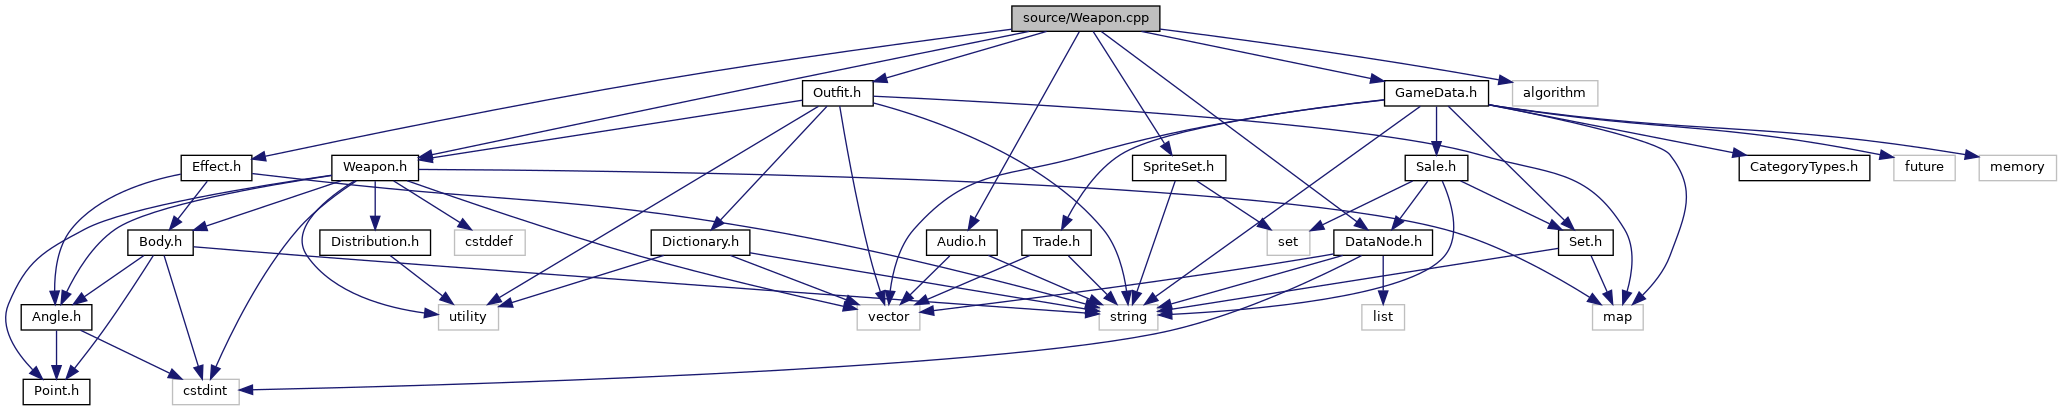 source/Weapon.cpp
Outfit.h
GameData.h
algorithm
Effect.h
Weapon.h
SpriteSet.h
Sale.h
CategoryTypes.h
future
memory
Body.h
Distribution.h
cstddef
Dictionary.h
Audio.h
Trade.h
set
DataNode.h
Set.h
Angle.h
utility
vector
string
list
map
Point.h
cstdint